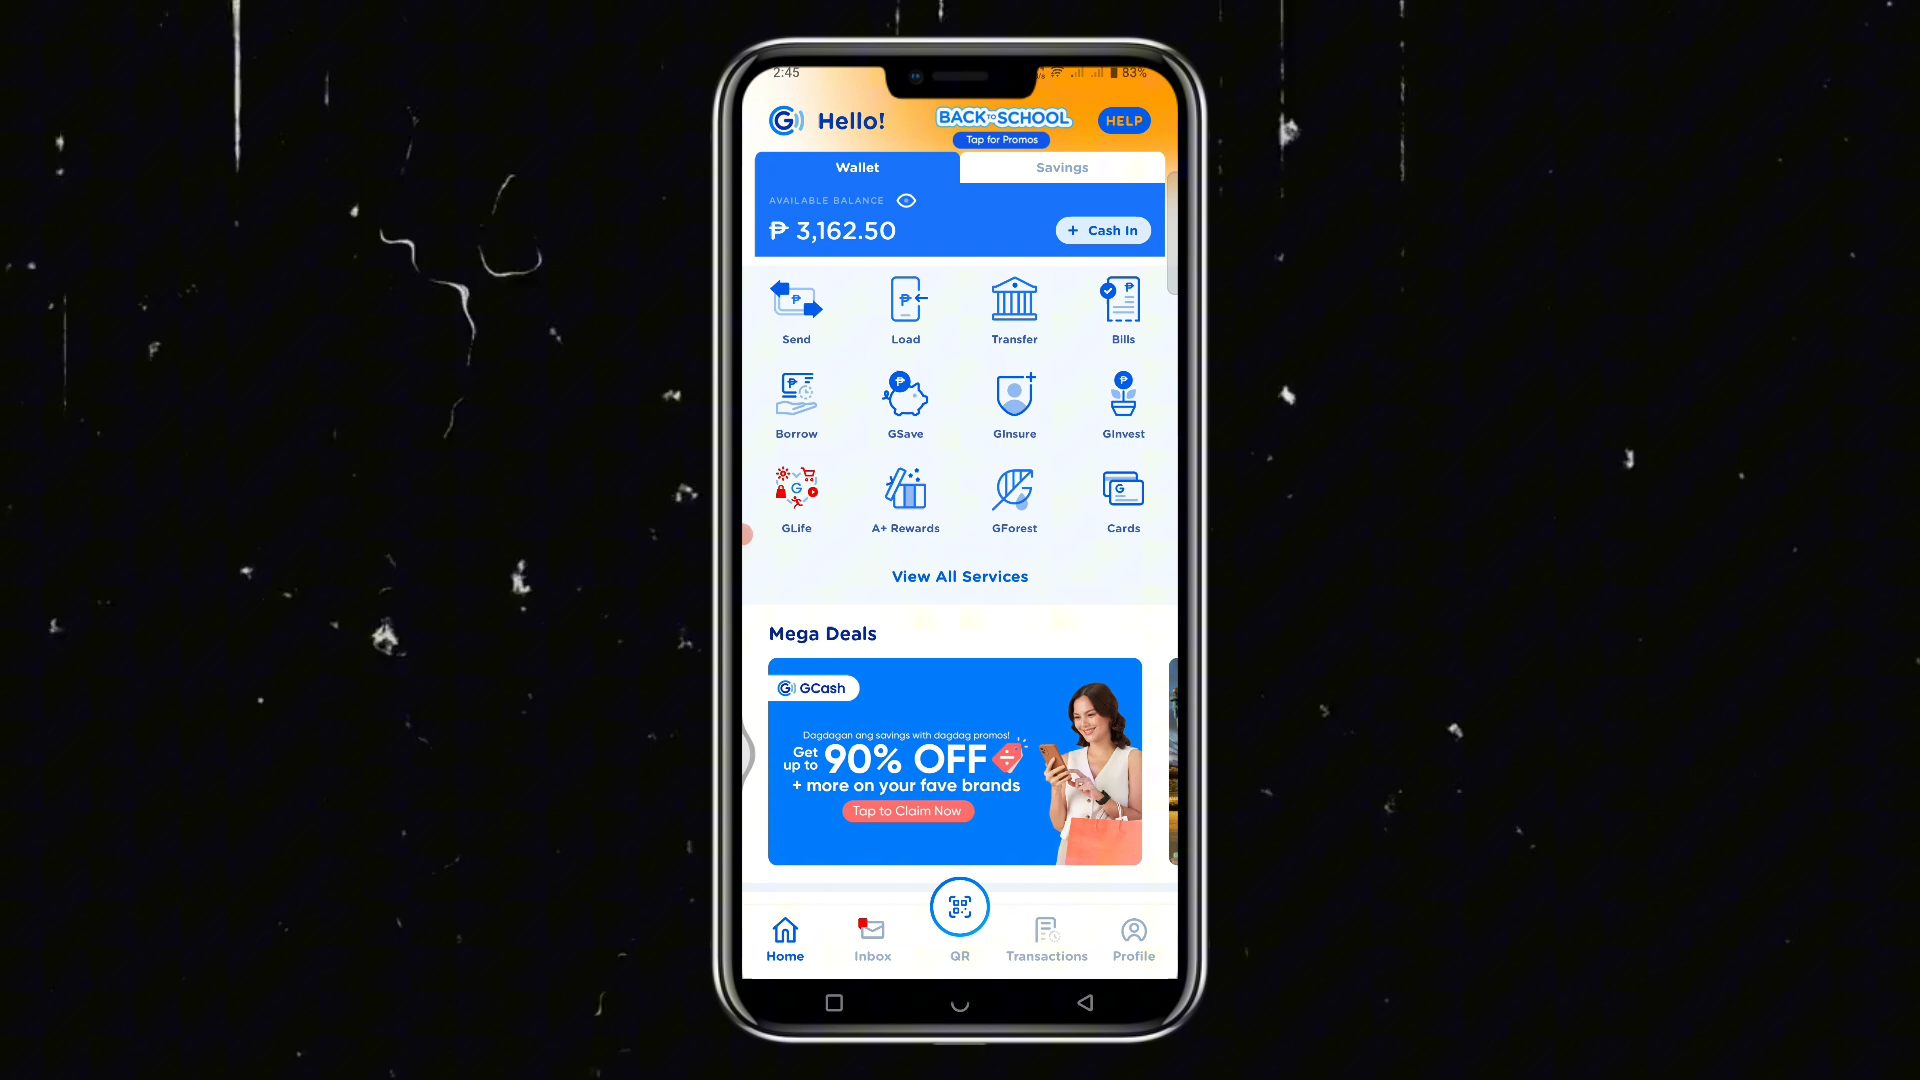 2:45
83%
Hello!
BACK TO SCHOOL
Tap for Promos
HELP
Wallet
Savings
AVAILABLE BALANCE
₱ 3,162.50
+ Cash In
Send
Load
Transfer
Bills
Borrow
GSave
GInsure
GInvest
GLife
A+ Rewards
GForest
Cards
View All Services
Mega Deals
GCash
Dagdagan ang savings with dagdag promos!
Get up to 90% OFF
+ more on your fave brands
Tap to Claim Now
Home
Inbox
QR
Transactions
Profile